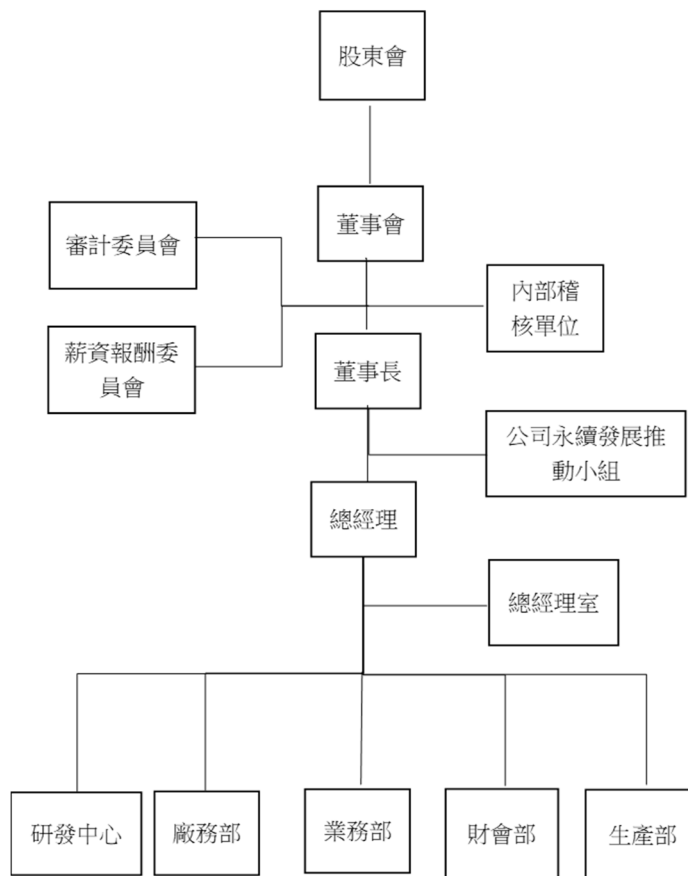 股東會
董事會
審計委員會
內部稽
核單位
薪資報酬委
員會
董事長
公司永續發展推
動小組
總經理
總經理室
研發中心
廠務部
業務部
財會部
生產部